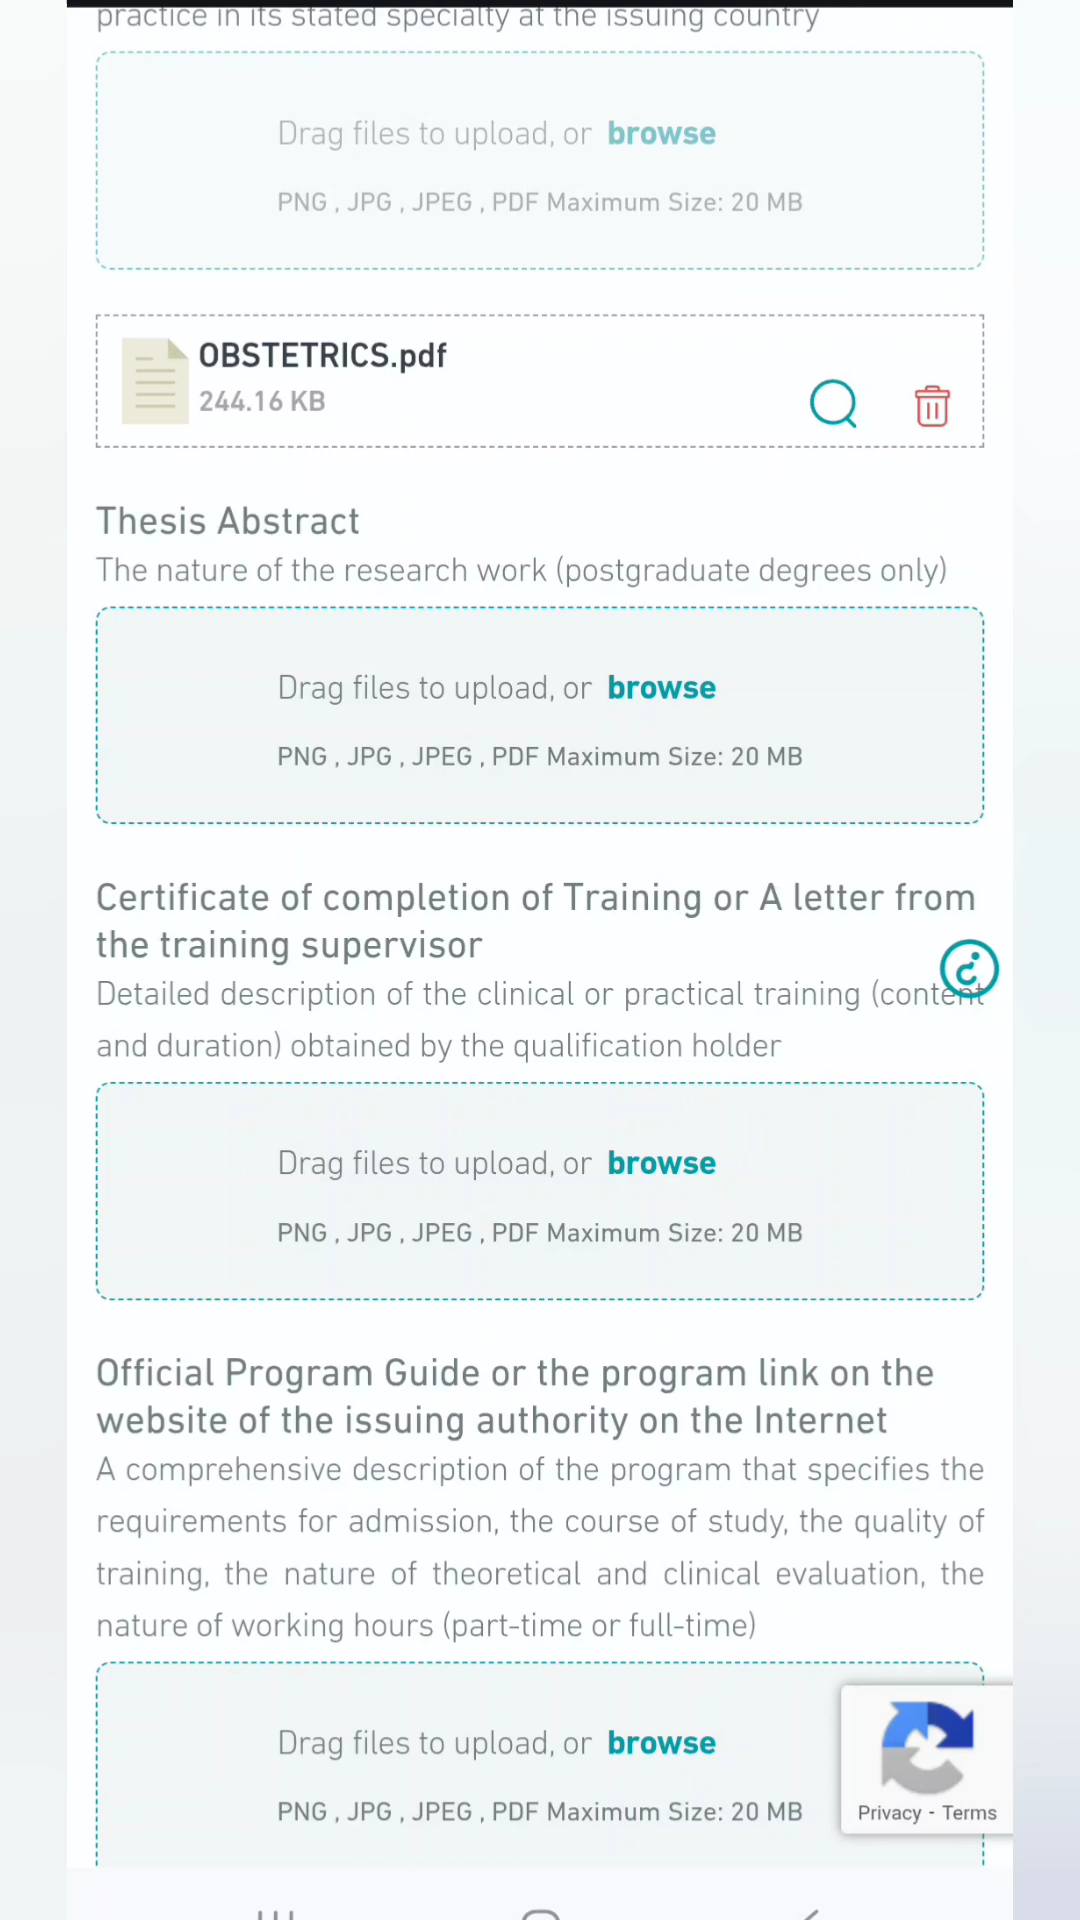 practice in its stated specialty at the issuing country
Drag files to upload, or browse
PNG , JPG , JPEG , PDF Maximum Size: 20 MB
OBSTETRICS.pdf
244.16 KB
Thesis Abstract
The nature of the research work (postgraduate degrees only)
Drag files to upload, or browse
PNG , JPG , JPEG , PDF Maximum Size: 20 MB
Certificate of completion of Training or A letter from
the training supervisor
Detailed description of the clinical or practical training (content
and duration) obtained by the qualification holder
Drag files to upload, or browse
PNG , JPG , JPEG , PDF Maximum Size: 20 MB
Official Program Guide or the program link on the
website of the issuing authority on the Internet
A comprehensive description of the program that specifies the
requirements for admission, the course of study, the quality of
training, the nature of theoretical and clinical evaluation, the
nature of working hours (part-time or full-time)
Drag files to upload, or browse
PNG , JPG , JPEG , PDF Maximum Size: 20 MB
Privacy - Terms